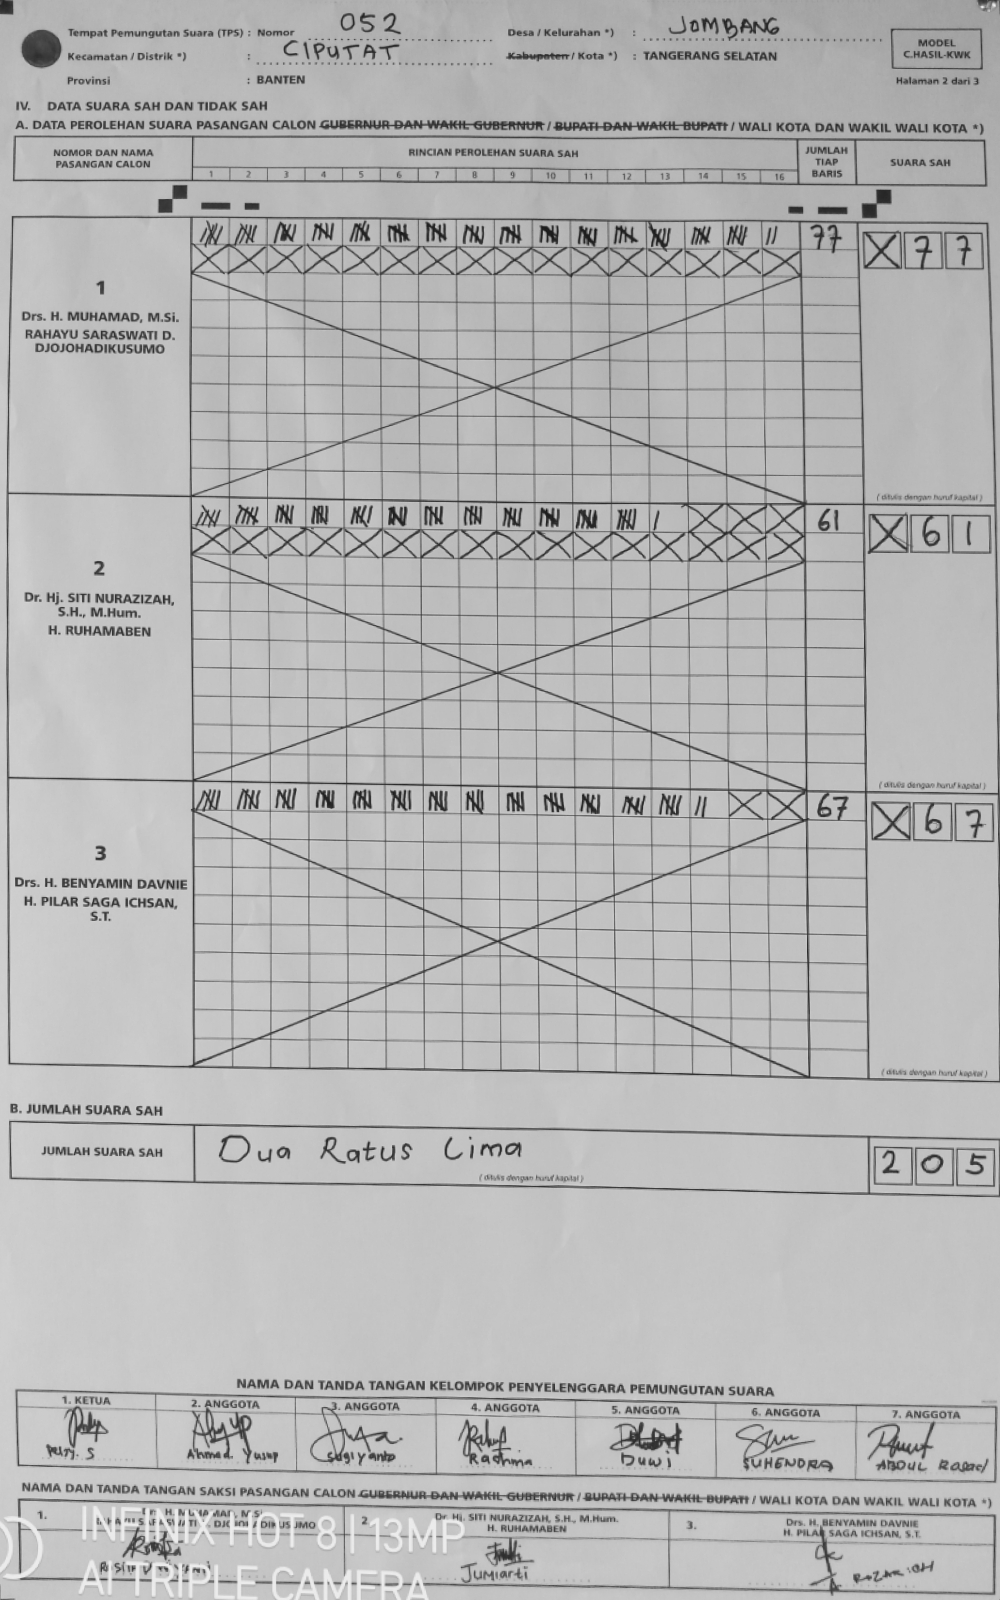 Tempat Pemungutan Suara (TPS) : Nomor 052 Desa / Kelurahan *) : JOMBANG
Kecamatan / Distrik *) : CIPUTAT Kabupaten / Kota *) : TANGERANG SELATAN
Provinsi : BANTEN
MODEL
C.HASIL-KWK
Halaman 2 dari 3
IV. DATA SUARA SAH DAN TIDAK SAH
A. DATA PEROLEHAN SUARA PASANGAN CALON GUBERNUR DAN WAKIL GUBERNUR / BUPATI DAN WAKIL BUPATI / WALI KOTA DAN WAKIL WALI KOTA *)
NOMOR DAN NAMA PASANGAN CALON
RINCIAN PEROLEHAN SUARA SAH
JUMLAH TIAP BARIS
SUARA SAH
1 2 3 4 5 6 7 8 9 10 11 12 13 14 15 16
77 X 7 7
1
Drs. H. MUHAMAD, M.Si.
RAHAYU SARASWATI D.
DJOJOHADIKUSUMO
( ditulis dengan huruf kapital )
61 X 6 1
2
Dr. Hj. SITI NURAZIZAH,
S.H., M.Hum.
H. RUHAMABEN
( ditulis dengan huruf kapital )
67 X 6 7
3
Drs. H. BENYAMIN DAVNIE
H. PILAR SAGA ICHSAN,
S.T.
( ditulis dengan huruf kapital )
B. JUMLAH SUARA SAH
JUMLAH SUARA SAH Dua Ratus Lima 2 0 5
( ditulis dengan huruf kapital )
NAMA DAN TANDA TANGAN KELOMPOK PENYELENGGARA PEMUNGUTAN SUARA
1. KETUA 2. ANGGOTA 3. ANGGOTA 4. ANGGOTA 5. ANGGOTA 6. ANGGOTA 7. ANGGOTA
Ahmad Yusup Sugiyanto Rachma DUWI SUHENDRA ABDUL
NAMA DAN TANDA TANGAN SAKSI PASANGAN CALON GUBERNUR DAN WAKIL GUBERNUR / BUPATI DAN WAKIL BUPATI / WALI KOTA DAN WAKIL WALI KOTA *)
1. Drs. H. MUHAMAD, M.Si.
RAHAYU SARASWATI D. DJOJOHADIKUSUMO
2. Dr. Hj. SITI NURAZIZAH, S.H., M.Hum.
H. RUHAMABEN
3. Drs. H. BENYAMIN DAVNIE
H. PILAR SAGA ICHSAN, S.T.
Jumiarti
INFINIX HOT 8 | 13MP
AI TRIPLE CAMERA